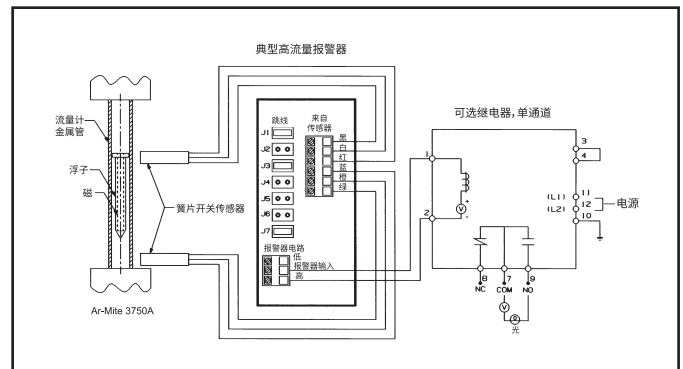 典型高流量报警器
流量计
金属管
浮子
磁
簧片开关传感器
Ar-Mite 3750A
跳线
J1
J2
J3
J4
J5
J6
J7
来自
传感器
黑
白
红
蓝
橙
绿
报警器电路
低
报警器输入
高
可选继电器,单通道
1
2
V
+
-
3
4
(L1) 11
(L2) 12
10
电源
8
7
9
NC
COM
NO
V
光